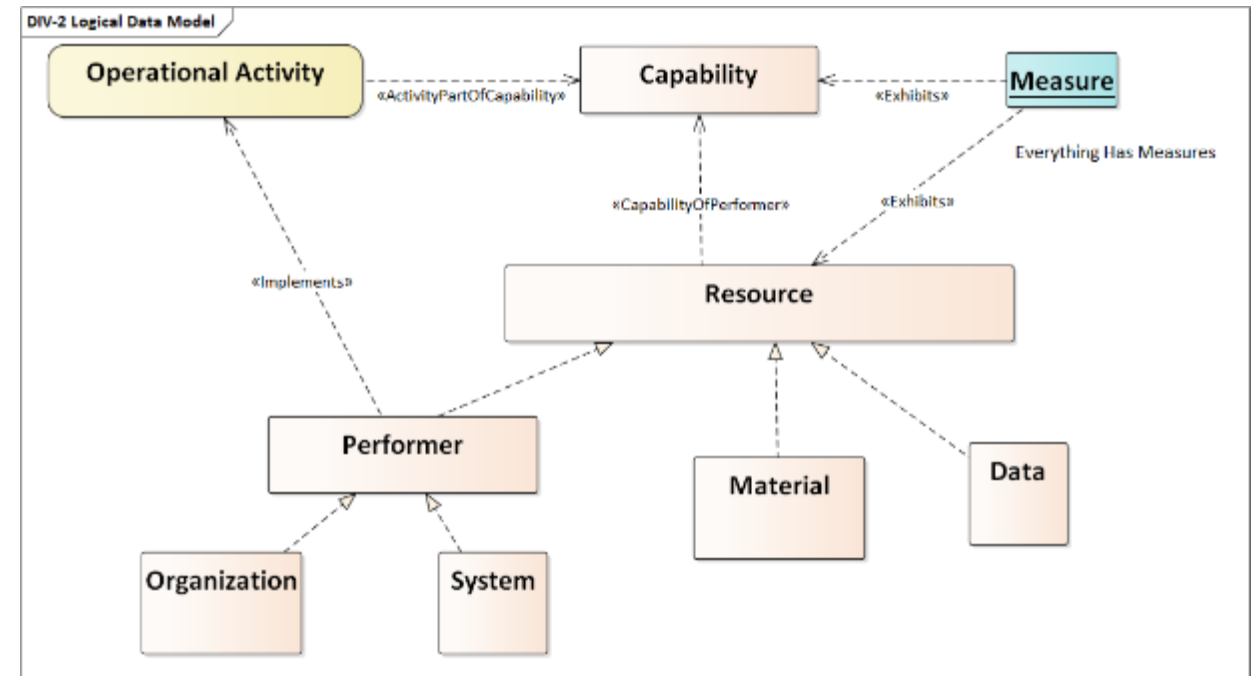 DIV-2 Logical Data Model
Operational Activity
Capability
Measure
«ActivityPartOfCapability»
«Exhibits»
Everything Has Measures
«CapabilityOfPerformer»
«Exhibits»
«Implements»
Resource
Performer
Material
Data
Organization
System